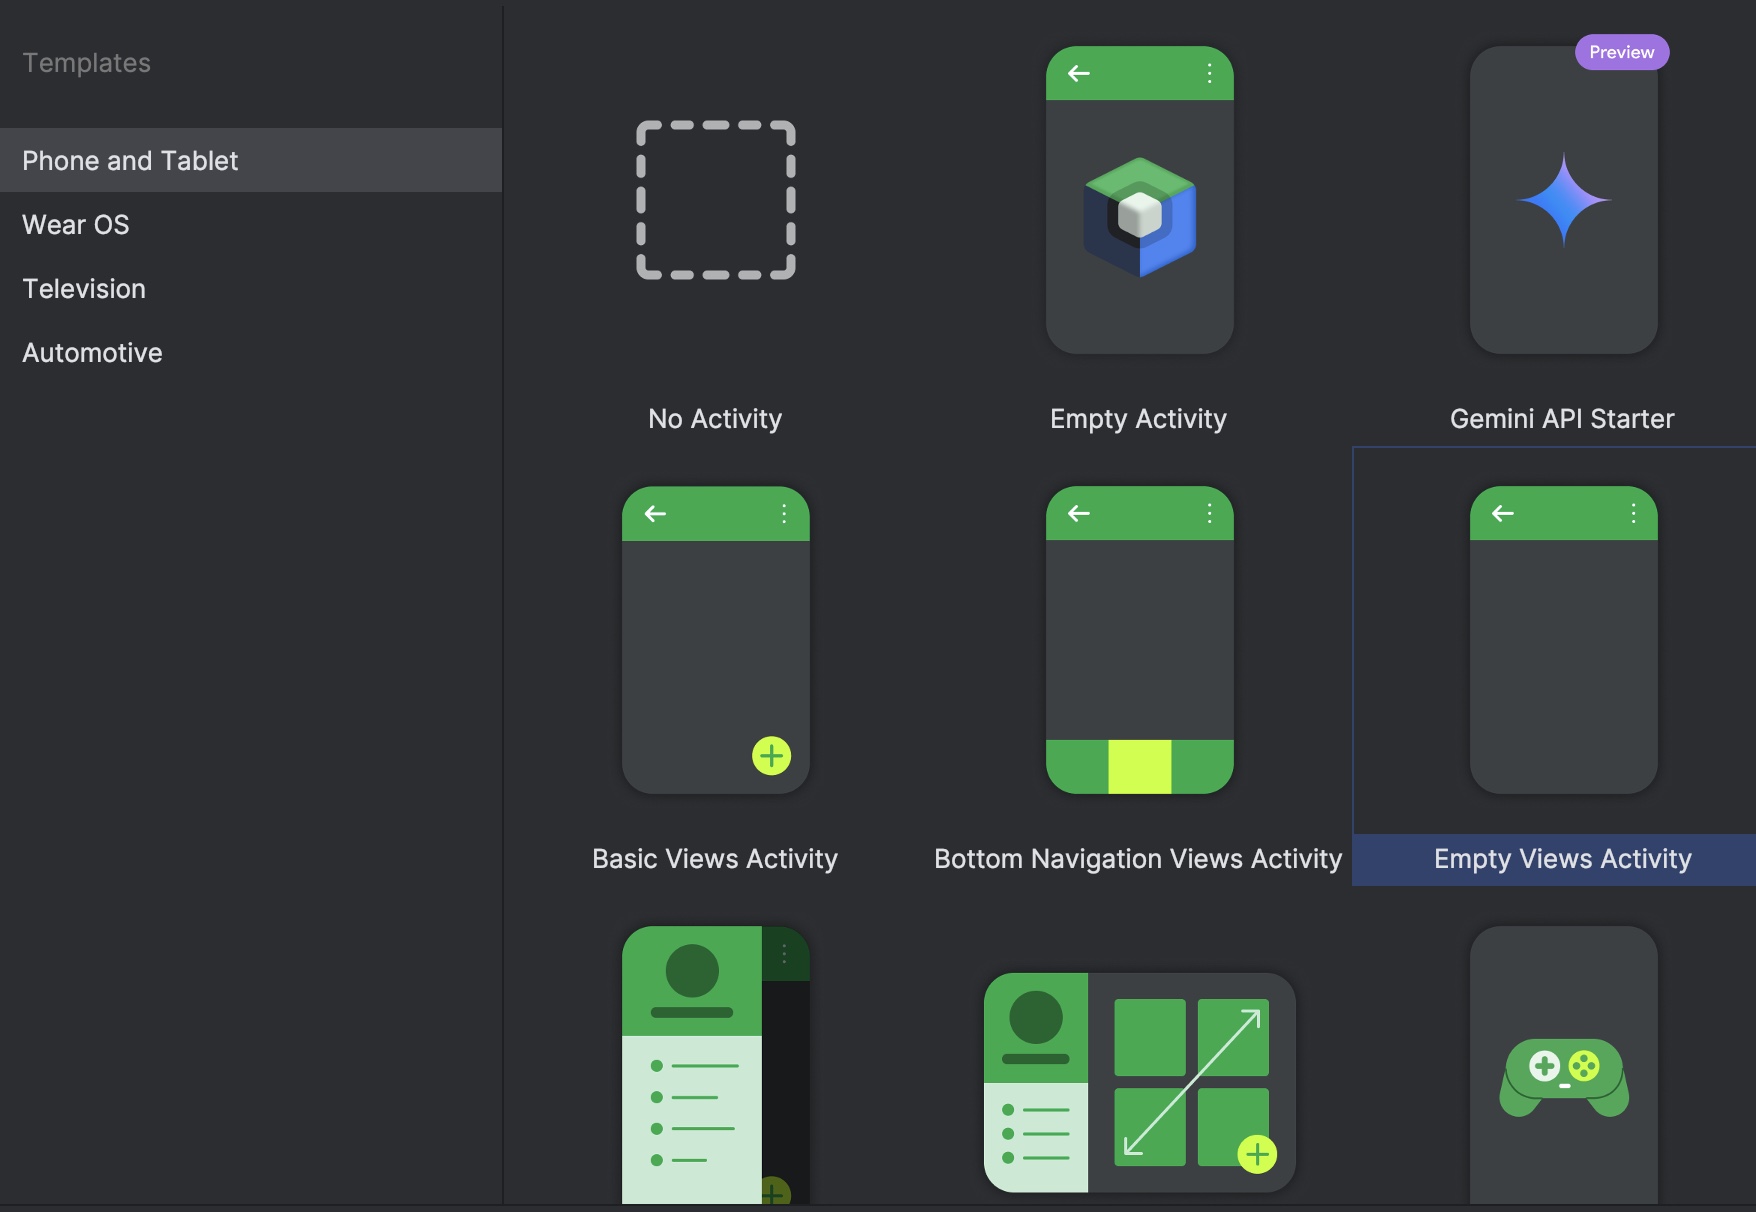 Templates
Phone and Tablet
Wear OS
Television
Automotive
Preview
No Activity
Empty Activity
Gemini API Starter
Basic Views Activity
Bottom Navigation Views Activity
Empty Views Activity